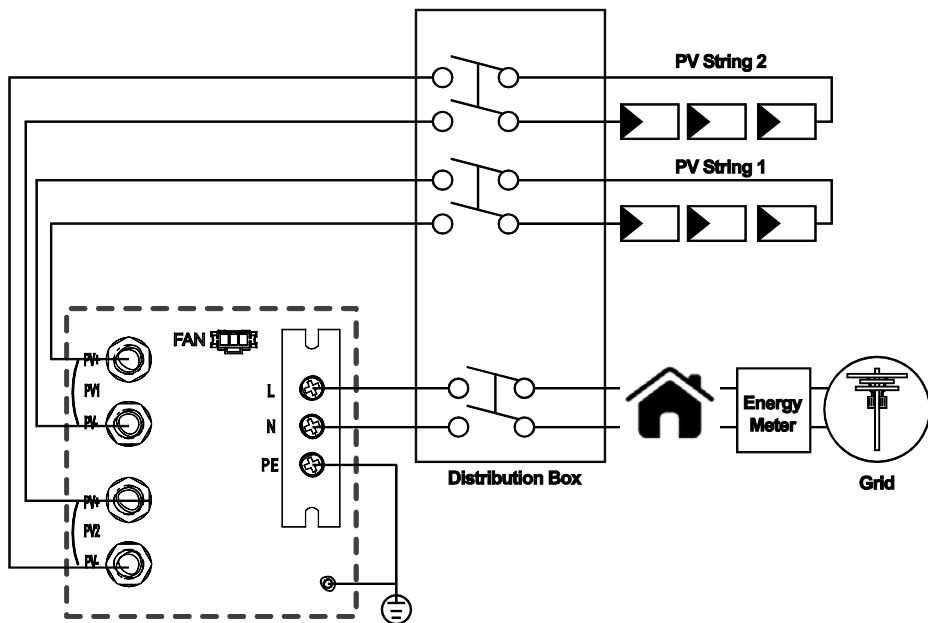 PV String 2
PV String 1
FAN
PV+
PV1
PV-
PV+
PV2
PV-
L
N
PE
Distribution Box
Energy
Meter
Grid